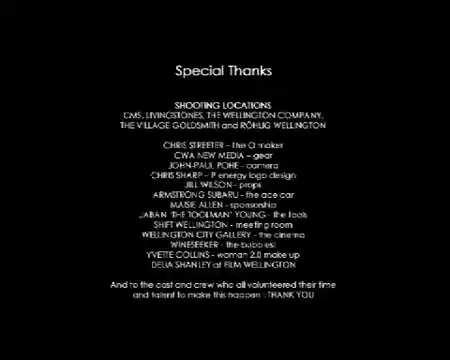 Special Thanks
SHOOTING LOCATIONS
CMS, LIVINGSTONES, THE WELLINGTON COMPANY,
THE VILLAGE GOLDSMITH and RÖHLIG WELLINGTON
CHRIS STREETER – the O maker
CWA NEW MEDIA – gear
JOHN-PAUL POHE - camera
CHRIS SHARP – P energy logo design
JILL WILSON - props
ARMSTRONG SUBARU - the ace car
MAISIE ALLEN - sponsorship
JABAN "THE TOOLMAN" YOUNG - the tools
SHIFT WELLINGTON - meeting room
WELLINGTON CITY GALLERY - the cinema
WINESEEKER - the bubbles!
YVETTE COLLINS - woman 2.0 make up
DELIA SHANLEY at FILM WELLINGTON
And to the cast and crew who all volunteered their time
and talent to make this happen : THANK YOU